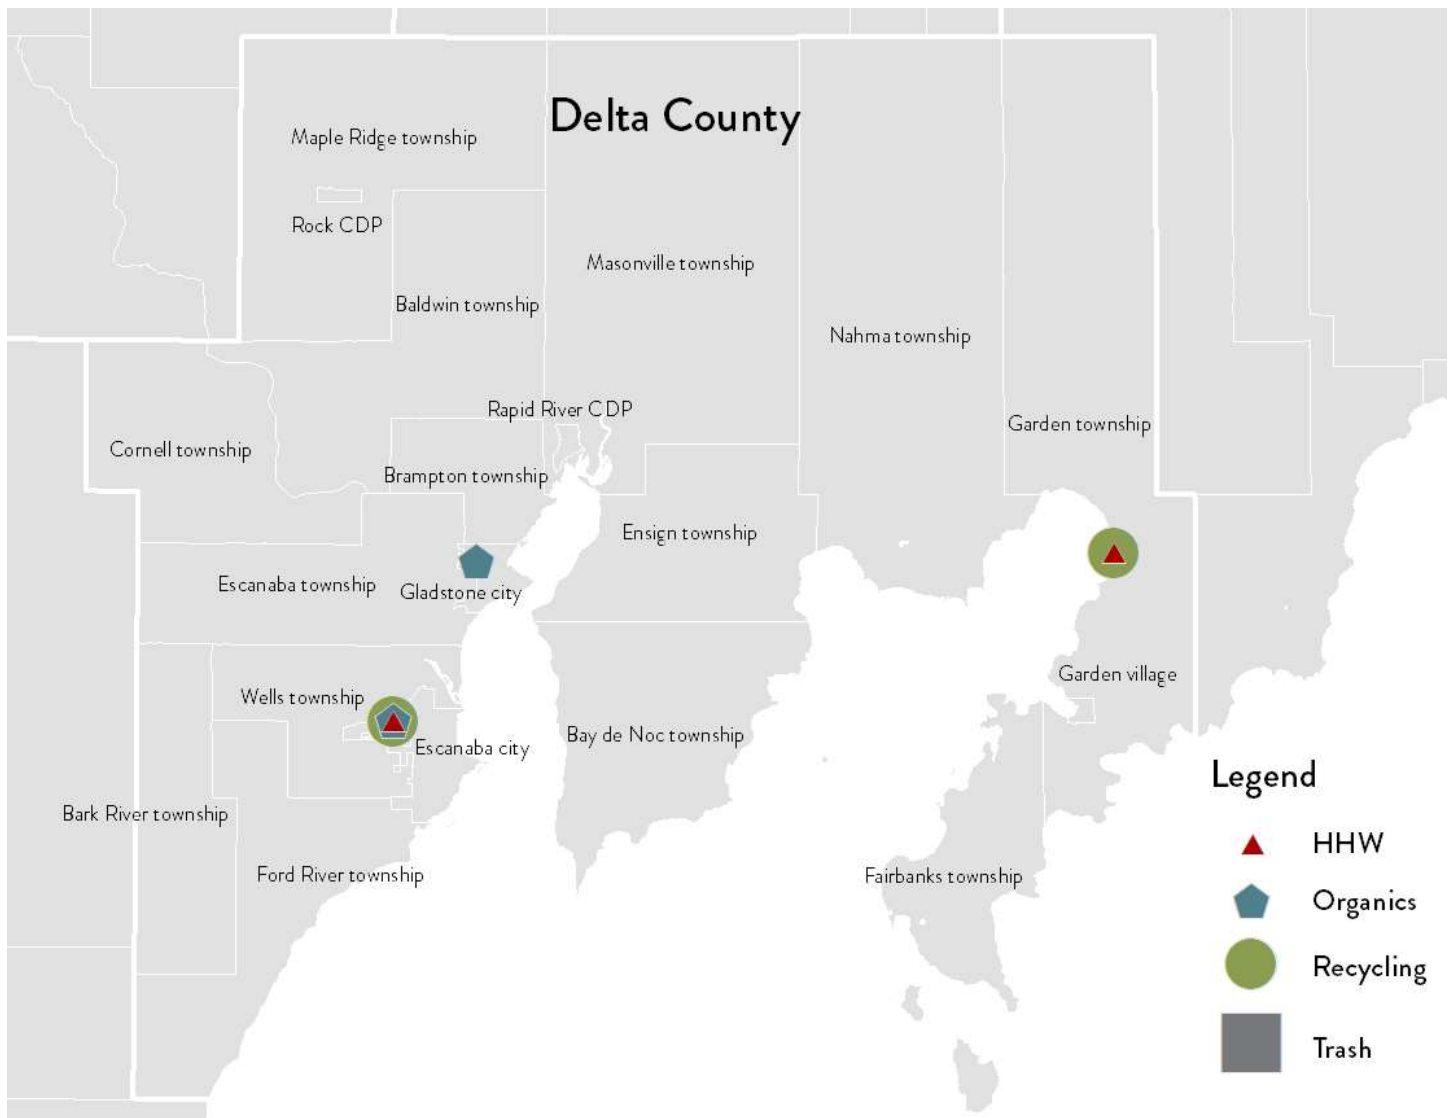 Delta County
Maple Ridge township
Rock CDP
Masonville township
Baldwin township
Nahma township
Rapid River CDP
Garden township
Cornell township
Brampton township
Ensign township
Escanaba township
Gladstone city
Garden village
Wells township
Bay de Noc township
Escanaba city
Bark River township
Ford River township
Fairbanks township
Legend
HHW
Organics
Recycling
Trash